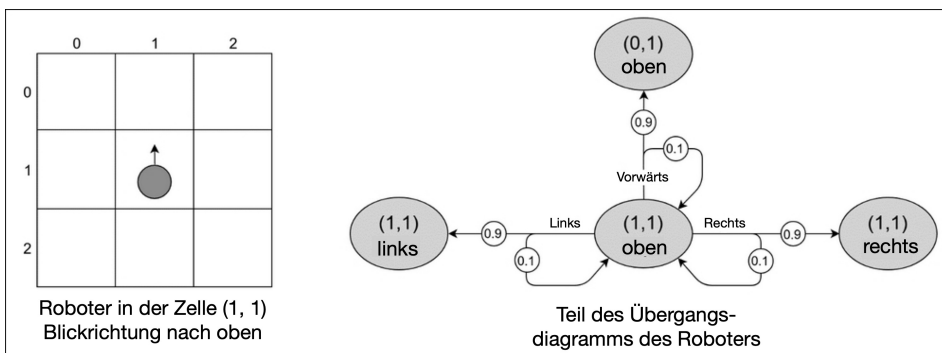 0 1 2
0
1
2
Roboter in der Zelle (1, 1)
Blickrichtung nach oben
(0,1)
oben
0.9
0.1
Vorwärts
(1,1)
links
0.9
Links
0.1
(1,1)
oben
Rechts
0.9
0.1
(1,1)
rechts
Teil des Übergangs-
diagramms des Roboters